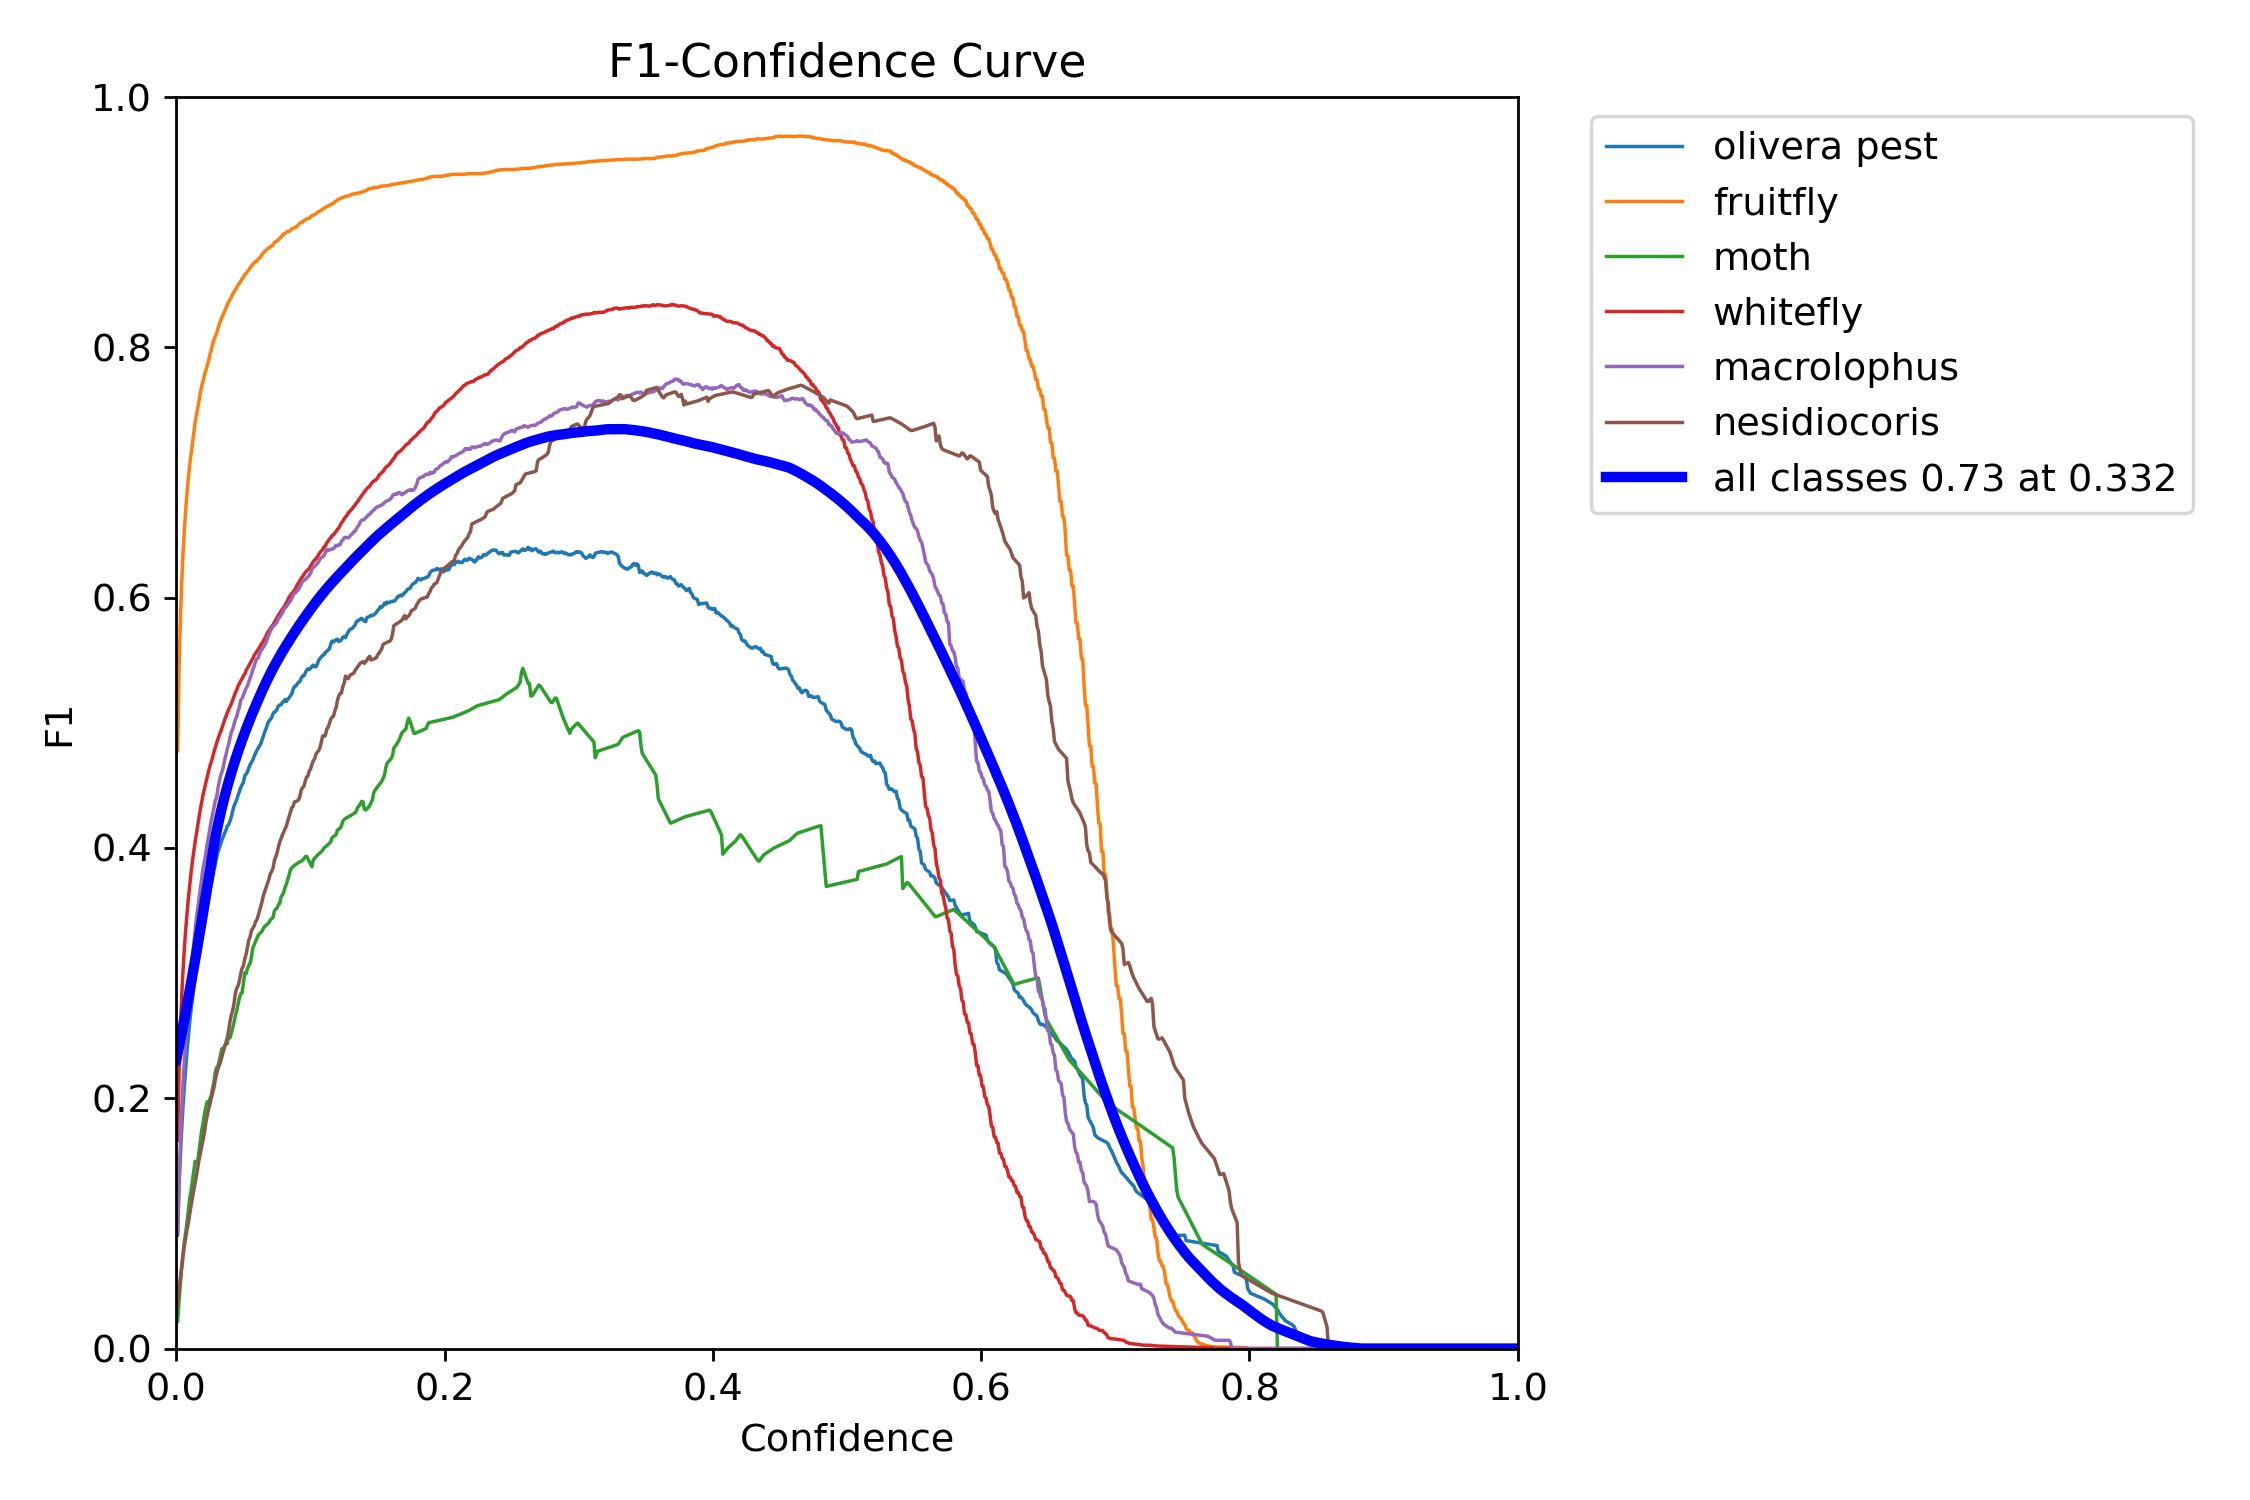 F1-Confidence Curve
1.0
0.8
0.6
0.4
0.2
0.0
F1
0.0 0.2 0.4 0.6 0.8 1.0
Confidence
olivera pest
fruitfly
moth
whitefly
macrolophus
nesidiocoris
all classes 0.73 at 0.332